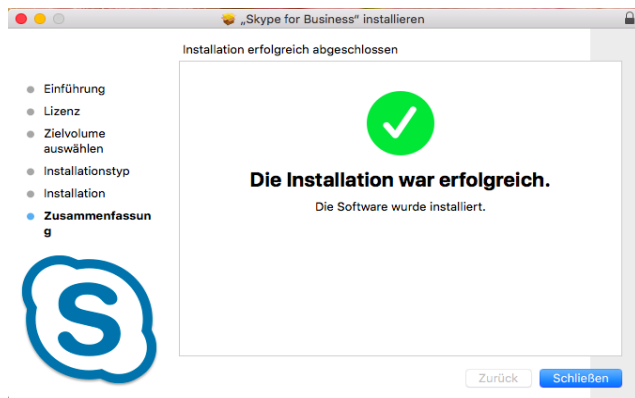 „Skype for Business“ installieren
Installation erfolgreich abgeschlossen
Einführung
Lizenz
Zielvolume
auswählen
Installationstyp
Installation
Zusammenfassun
g
Die Installation war erfolgreich.
Die Software wurde installiert.
S
Zurück
Schließen